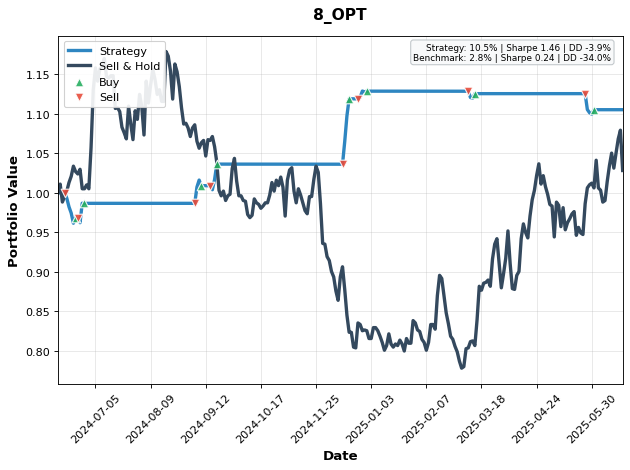 8_OPT
Strategy
Sell & Hold
Buy
Sell
Strategy: 10.5% | Sharpe 1.46 | DD -3.9%
Benchmark: 2.8% | Sharpe 0.24 | DD -34.0%
Portfolio Value
1.15
1.10
1.05
1.00
0.95
0.90
0.85
0.80
2024-07-05
2024-08-09
2024-09-12
2024-10-17
2024-11-25
2025-01-03
2025-02-07
2025-03-18
2025-04-24
2025-05-30
Date